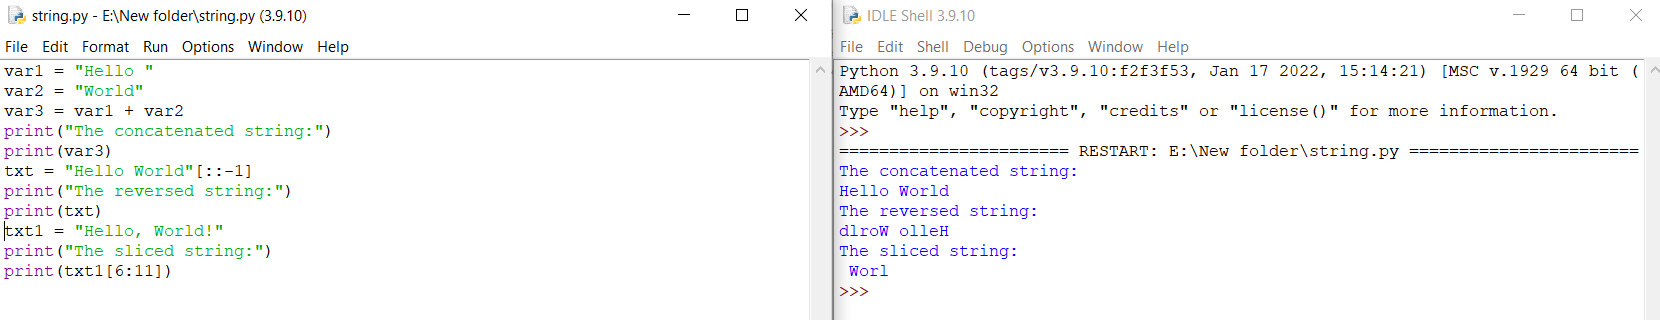 string.py - E:\New folder\string.py (3.9.10)
File Edit Format Run Options Window Help
var1 = "Hello "
var2 = "World"
var3 = var1 + var2
print("The concatenated string:")
print(var3)
txt = "Hello World"[::-1]
print("The reversed string:")
print(txt)
txt1 = "Hello, World!"
print("The sliced string:")
print(txt1[6:11])
IDLE Shell 3.9.10
File Edit Shell Debug Options Window Help
Python 3.9.10 (tags/v3.9.10:f2f3f53, Jan 17 2022, 15:14:21) [MSC v.1929 64 bit (
AMD64)] on win32
Type "help", "copyright", "credits" or "license()" for more information.
>>>
======================= RESTART: E:\New folder\string.py =======================
The concatenated string:
Hello World
The reversed string:
dlroW olleH
The sliced string:
 Worl
>>>